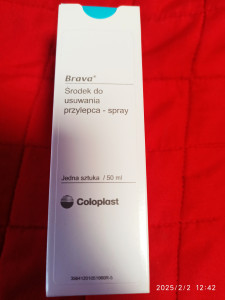 Brava®
Środek do
usuwania
przylepca - spray
Jedna sztuka / 50 ml
Coloplast
2025/2/2 12:42